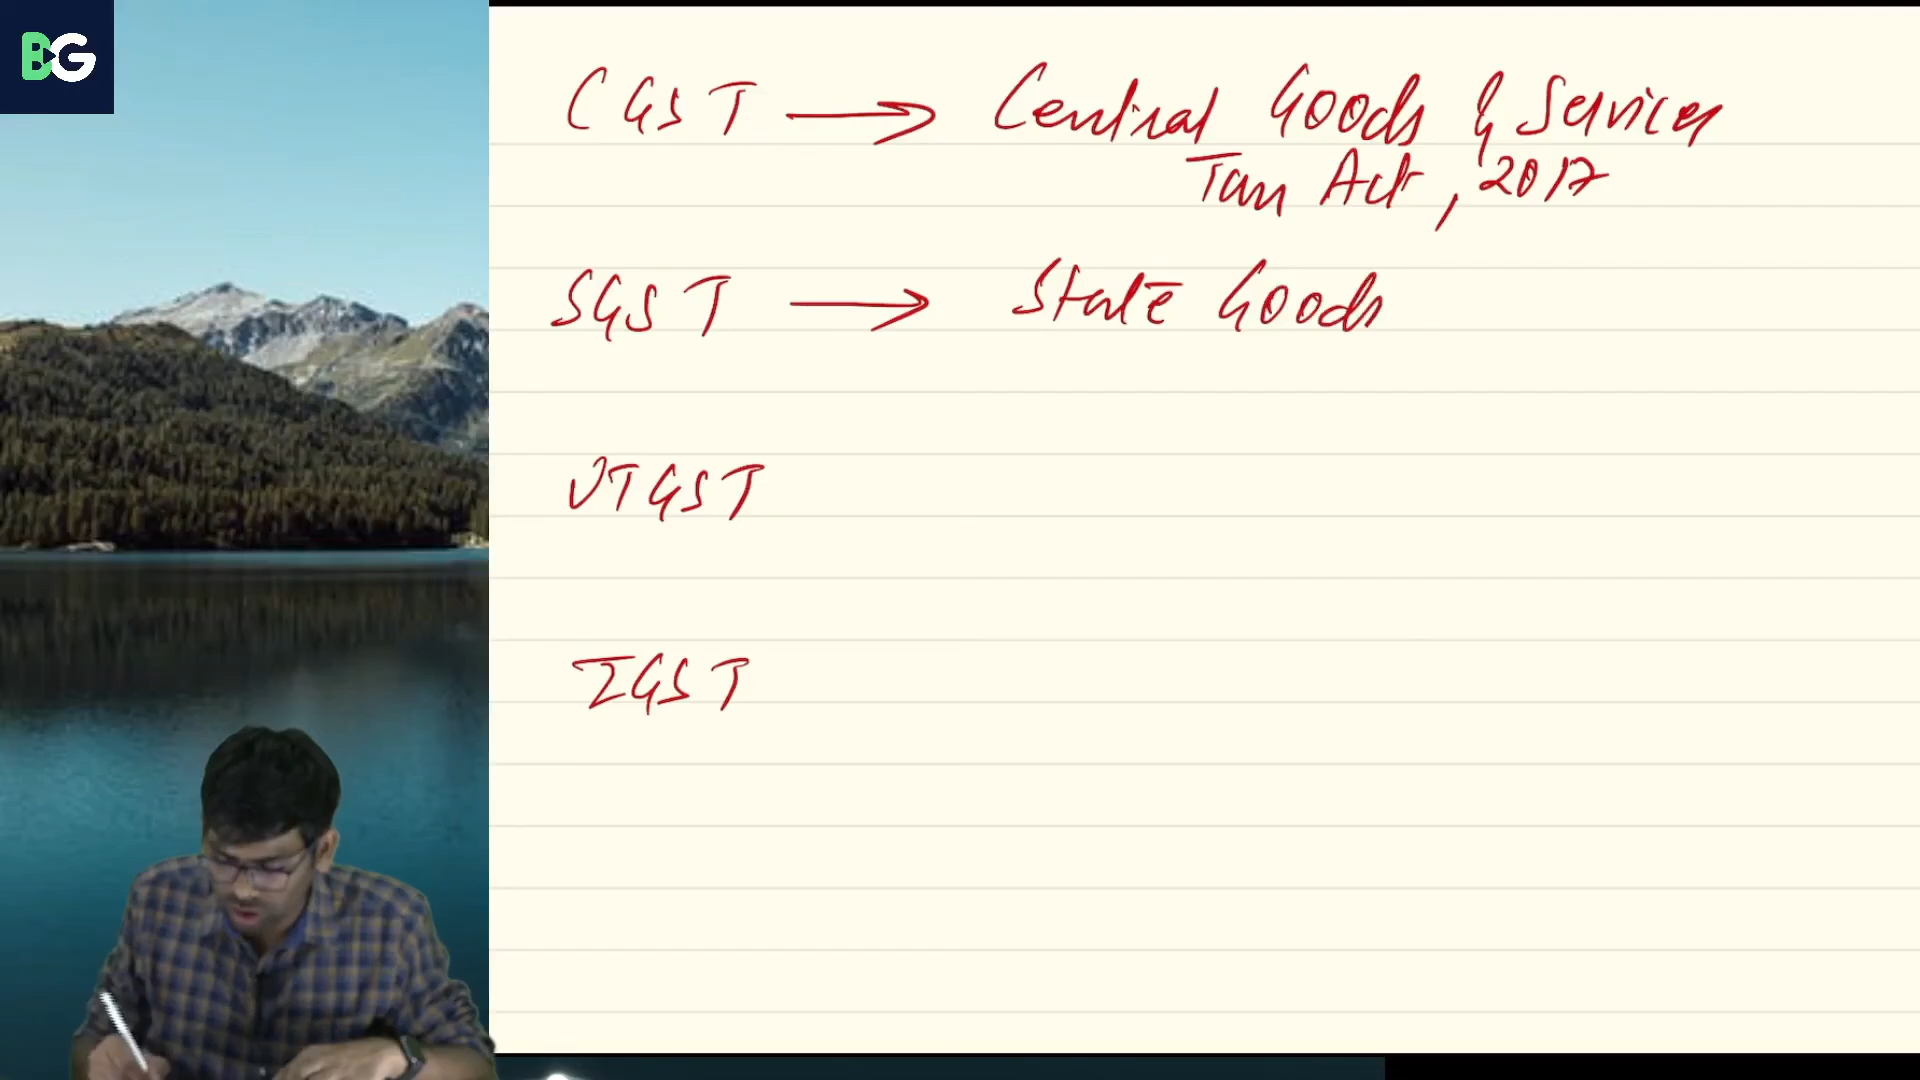 BG
CGST → Central Goods & Services
Tax Act, 2017
SGST → State Goods
UTGST
IGST